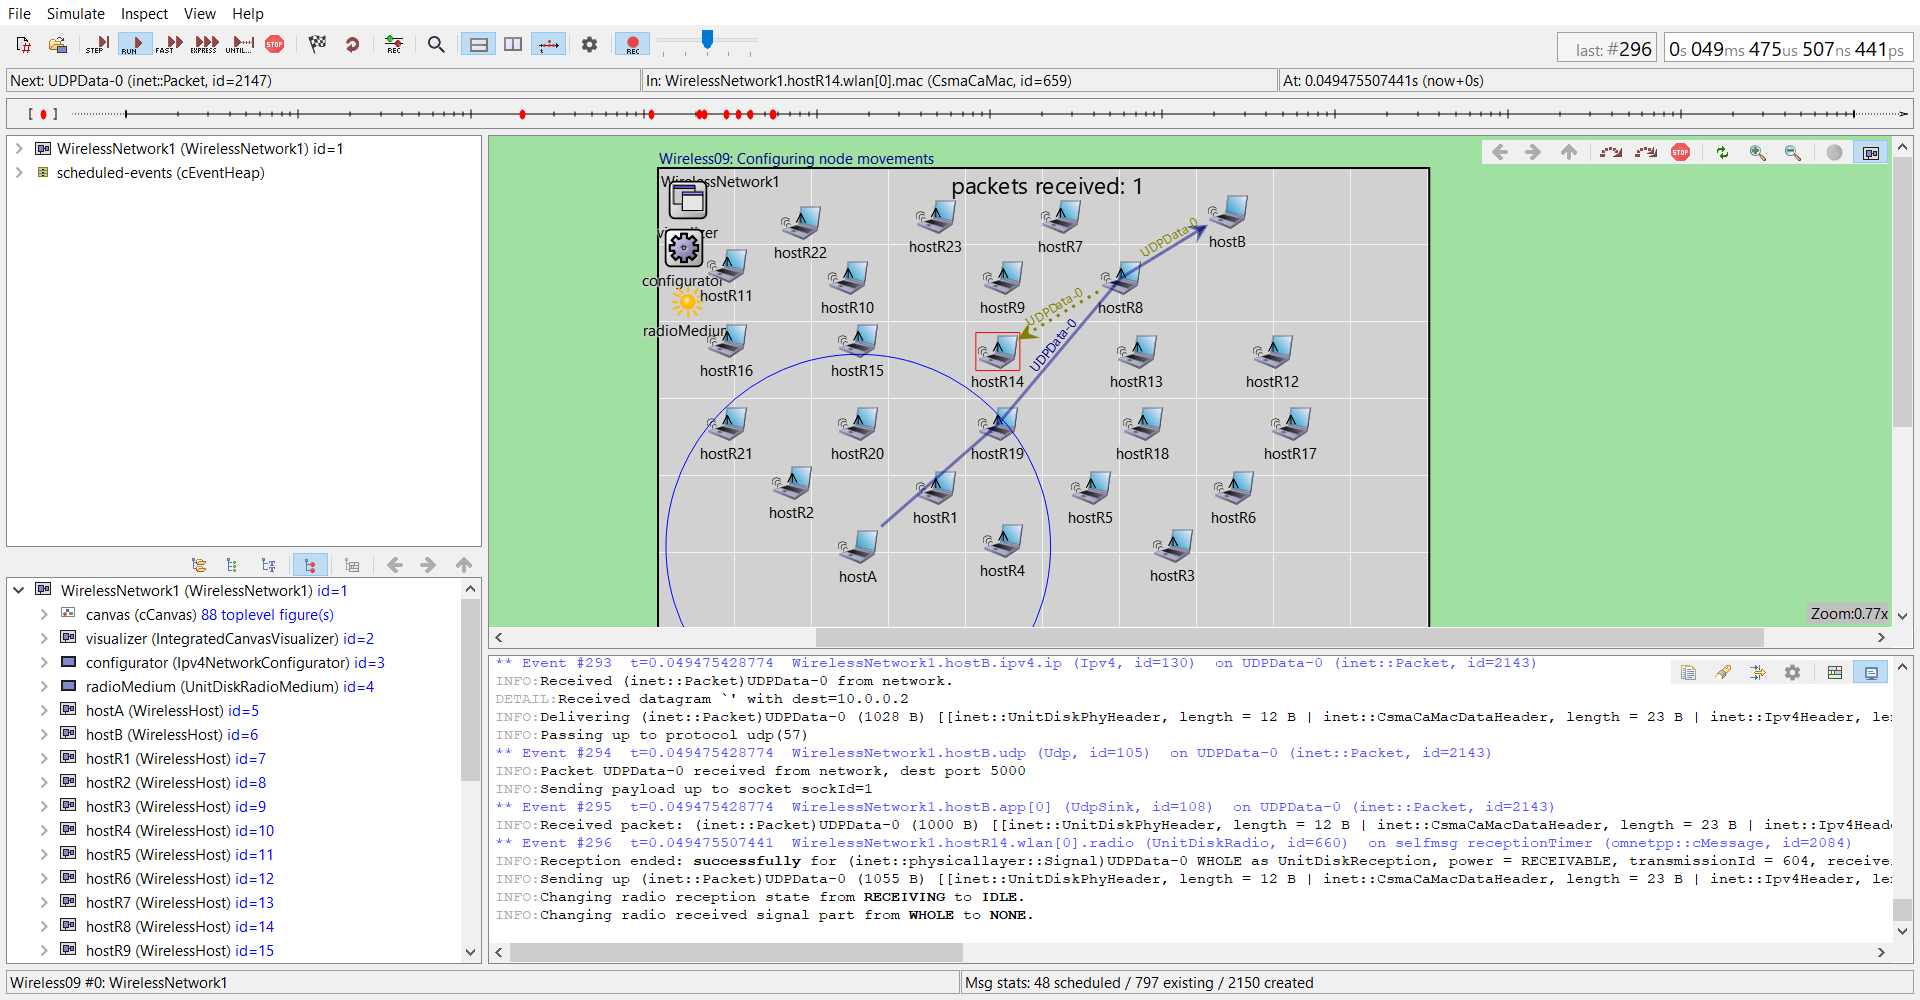 File Simulate Inspect View Help
STEP RUN FAST EXPRESS UNTIL... STOP REC REC
last: #296 0s 049ms 475us 507ns 441ps
Next: UDPData-0 (inet::Packet, id=2147) In: WirelessNetwork1.hostR14.wlan[0].mac (CsmaCaMac, id=659) At: 0.049475507441s (now+0s)
[ ]
WirelessNetwork1 (WirelessNetwork1) id=1
scheduled-events (cEventHeap)
WirelessNetwork1 (WirelessNetwork1) id=1
canvas (cCanvas) 88 toplevel figure(s)
visualizer (IntegratedCanvasVisualizer) id=2
configurator (Ipv4NetworkConfigurator) id=3
radioMedium (UnitDiskRadioMedium) id=4
hostA (WirelessHost) id=5
hostB (WirelessHost) id=6
hostR1 (WirelessHost) id=7
hostR2 (WirelessHost) id=8
hostR3 (WirelessHost) id=9
hostR4 (WirelessHost) id=10
hostR5 (WirelessHost) id=11
hostR6 (WirelessHost) id=12
hostR7 (WirelessHost) id=13
hostR8 (WirelessHost) id=14
hostR9 (WirelessHost) id=15
Wireless09: Configuring node movements
STOP
WirelessNetwork1
packets received: 1
visualizer
hostR22 hostR23 hostR7 hostB
UDPData-0
configurator
hostR11 hostR10 hostR9 hostR8
UDPData-0
radioMedium
UDPData-0
hostR16 hostR15 hostR14 hostR13 hostR12
hostR21 hostR20 hostR19 hostR18 hostR17
hostR2 hostR1 hostR5 hostR6
hostA hostR4 hostR3
Zoom:0.77x
** Event #293 t=0.049475428774 WirelessNetwork1.hostB.ipv4.ip (Ipv4, id=130) on UDPData-0 (inet::Packet, id=2143)
INFO:Received (inet::Packet)UDPData-0 from network.
DETAIL:Received datagram `' with dest=10.0.0.2
INFO:Delivering (inet::Packet)UDPData-0 (1028 B) [[inet::UnitDiskPhyHeader, length = 12 B | inet::CsmaCaMacDataHeader, length = 23 B | inet::Ipv4Header, le
INFO:Passing up to protocol udp(57)
** Event #294 t=0.049475428774 WirelessNetwork1.hostB.udp (Udp, id=105) on UDPData-0 (inet::Packet, id=2143)
INFO:Packet UDPData-0 received from network, dest port 5000
INFO:Sending payload up to socket sockId=1
** Event #295 t=0.049475428774 WirelessNetwork1.hostB.app[0] (UdpSink, id=108) on UDPData-0 (inet::Packet, id=2143)
INFO:Received packet: (inet::Packet)UDPData-0 (1000 B) [[inet::UnitDiskPhyHeader, length = 12 B | inet::CsmaCaMacDataHeader, length = 23 B | inet::Ipv4Heade
** Event #296 t=0.049475507441 WirelessNetwork1.hostR14.wlan[0].radio (UnitDiskRadio, id=660) on selfmsg receptionTimer (omnetpp::cMessage, id=2084)
INFO:Reception ended: successfully for (inet::physicallayer::Signal)UDPData-0 WHOLE as UnitDiskReception, power = RECEIVABLE, transmissionId = 604, receive
INFO:Sending up (inet::Packet)UDPData-0 (1055 B) [[inet::UnitDiskPhyHeader, length = 12 B | inet::CsmaCaMacDataHeader, length = 23 B | inet::Ipv4Header, le
INFO:Changing radio reception state from RECEIVING to IDLE.
INFO:Changing radio received signal part from WHOLE to NONE.
Wireless09 #0: WirelessNetwork1 Msg stats: 48 scheduled / 797 existing / 2150 created